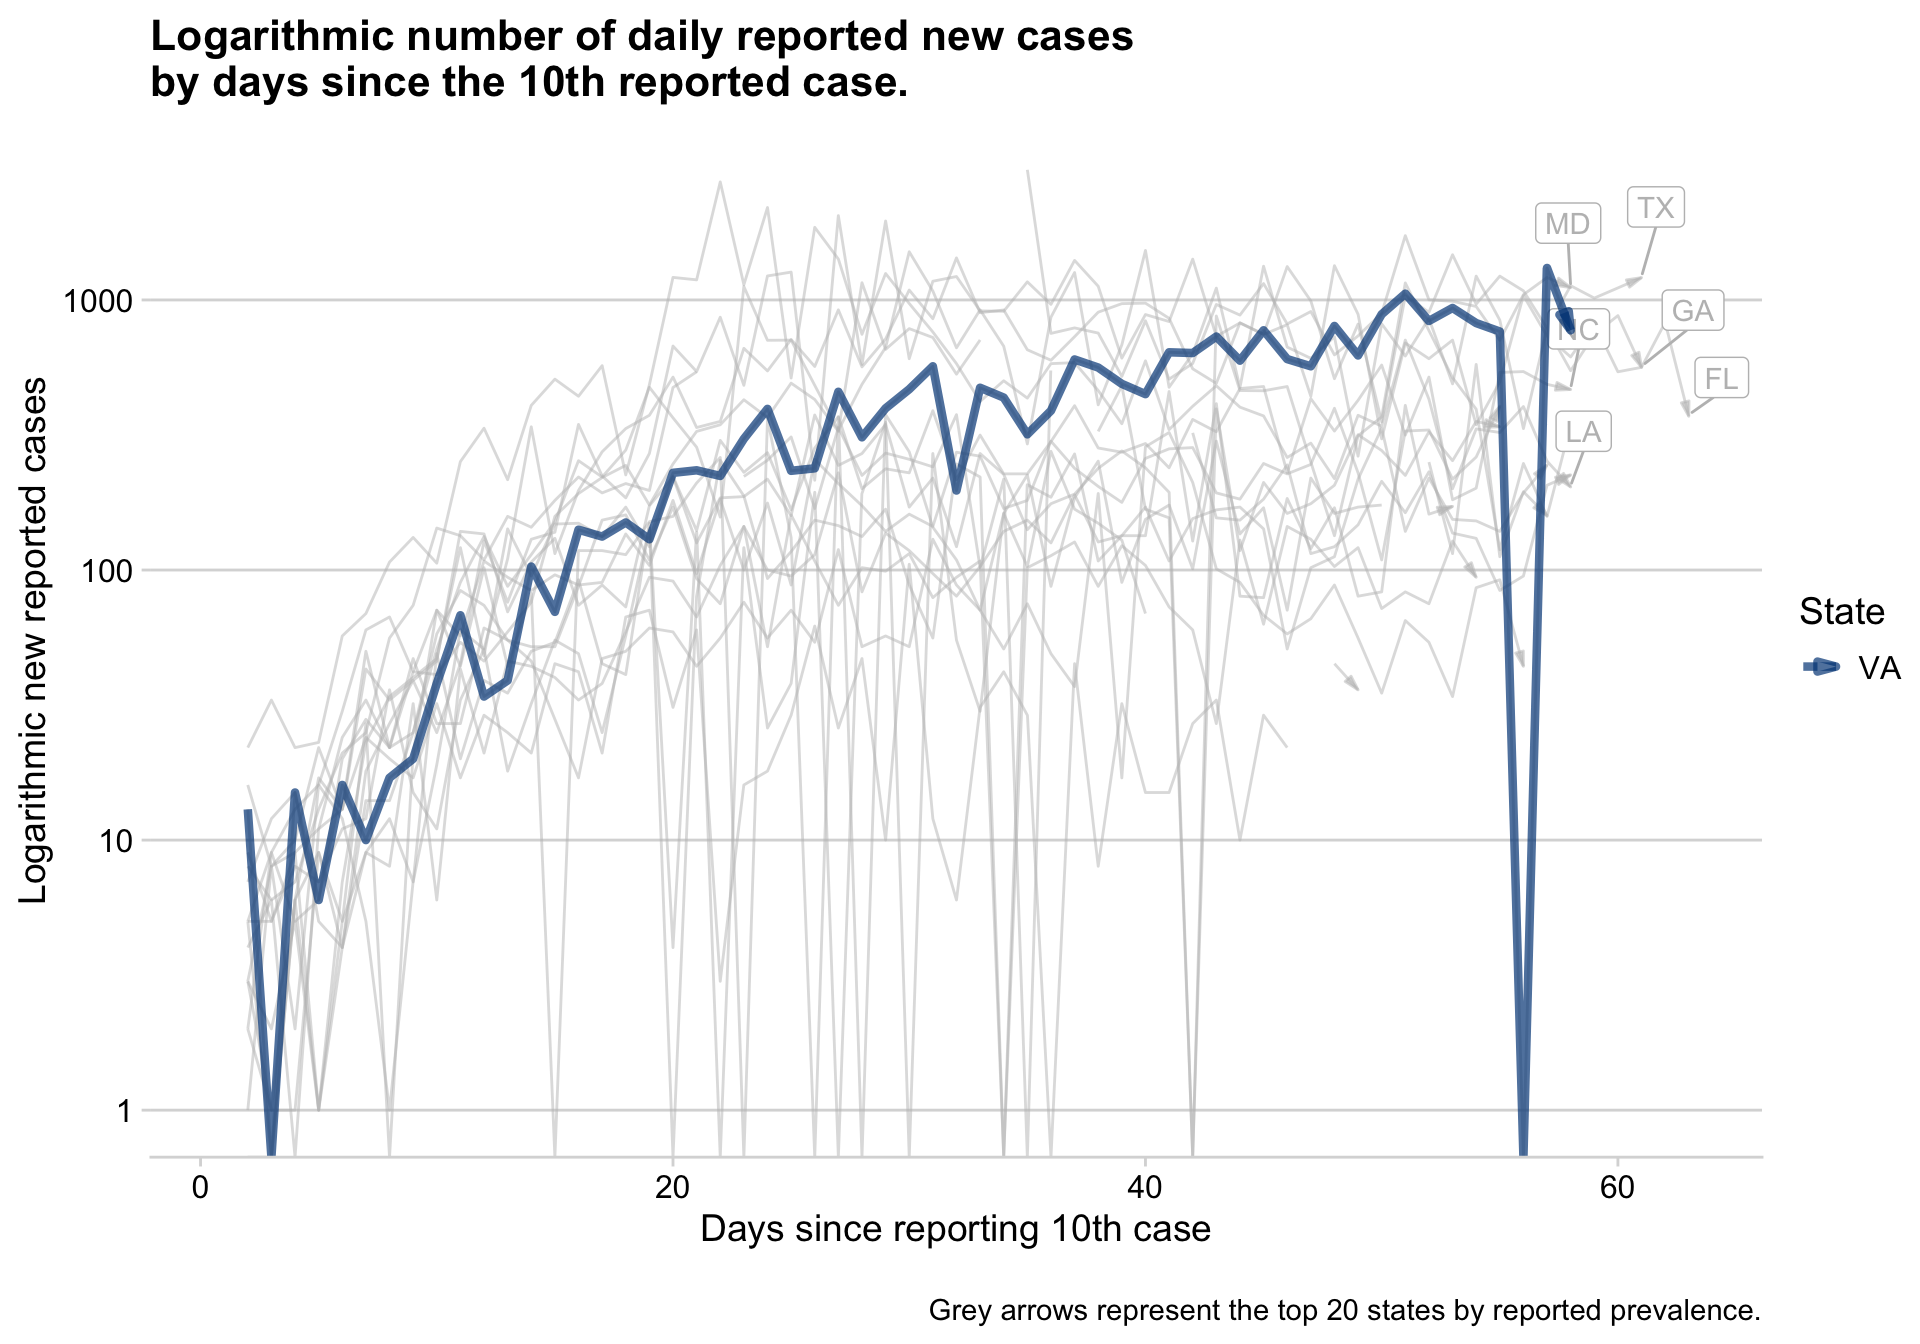 Logarithmic number of daily reported new cases
by days since the 10th reported case.
MD
TX
GA
NC
FL
LA
Logarithmic new reported cases
1000
100
10
1
0
20
40
60
Days since reporting 10th case
State
VA
Grey arrows represent the top 20 states by reported prevalence.